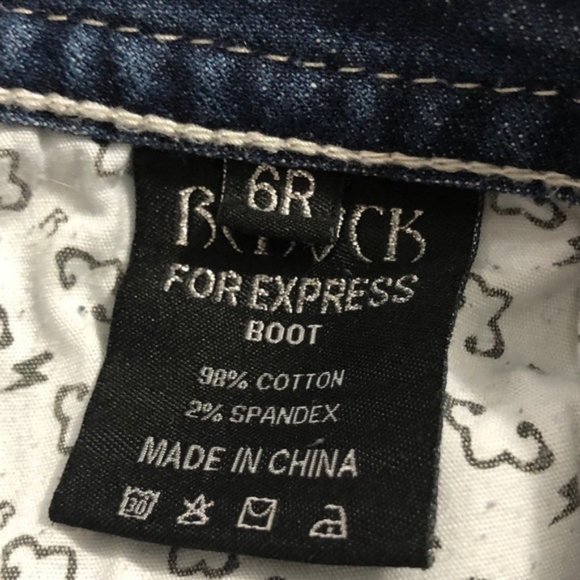 6R
FOR EXPRESS
BOOT
98% COTTON
2% SPANDEX
MADE IN CHINA
30